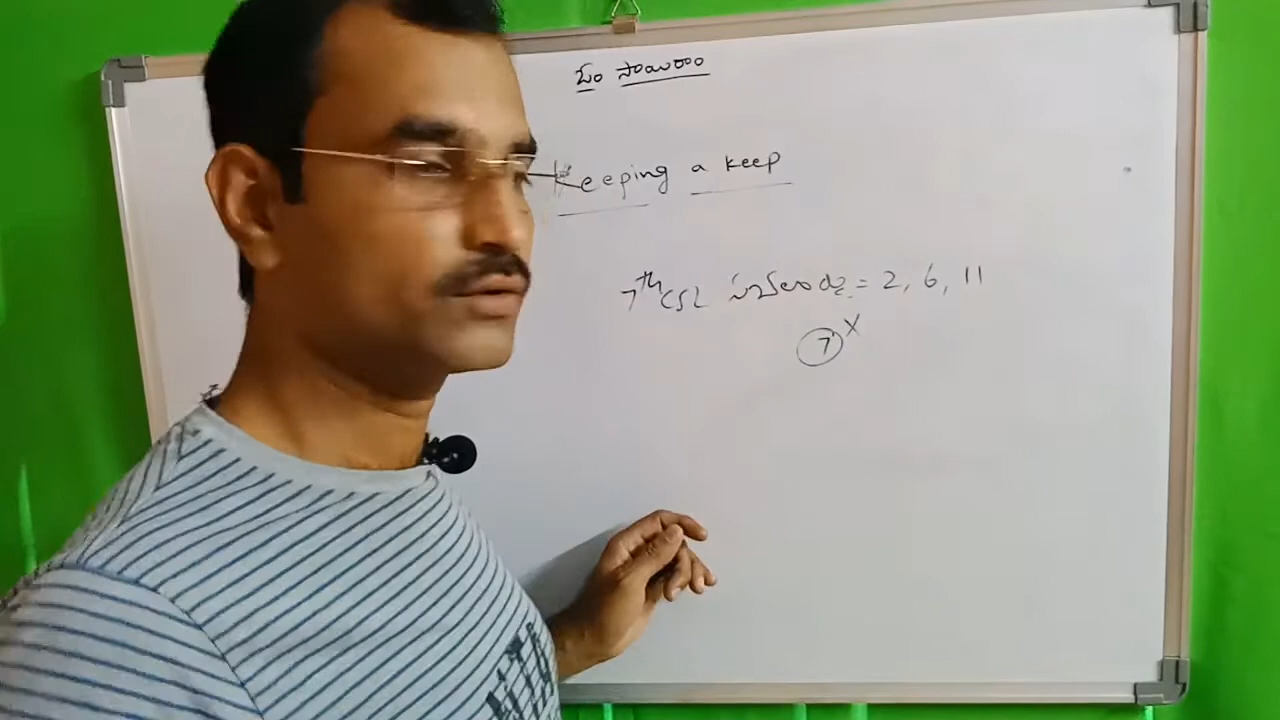 ఓం సాయిరాం
Keeping a keep
7th CSL = 2, 6, 11
7 X